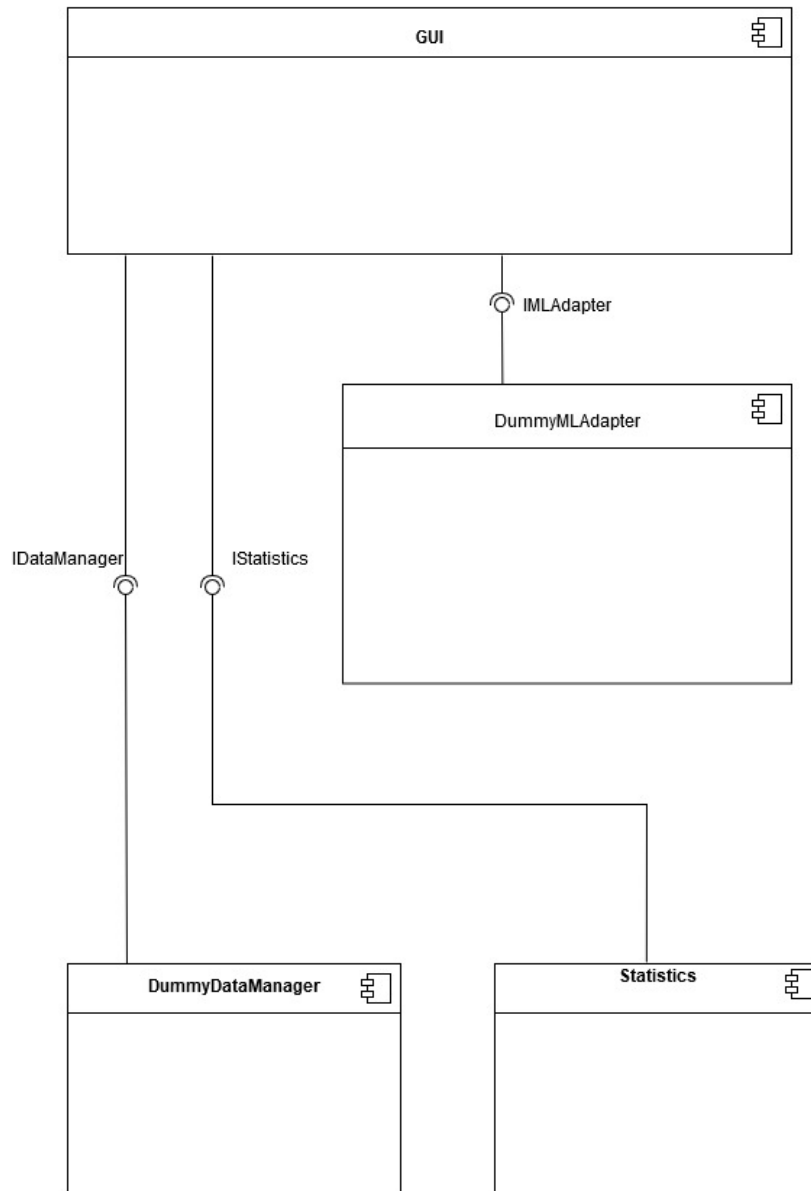 GUI
IMLAdapter
DummyMLAdapter
IDataManager
IStatistics
DummyDataManager
Statistics